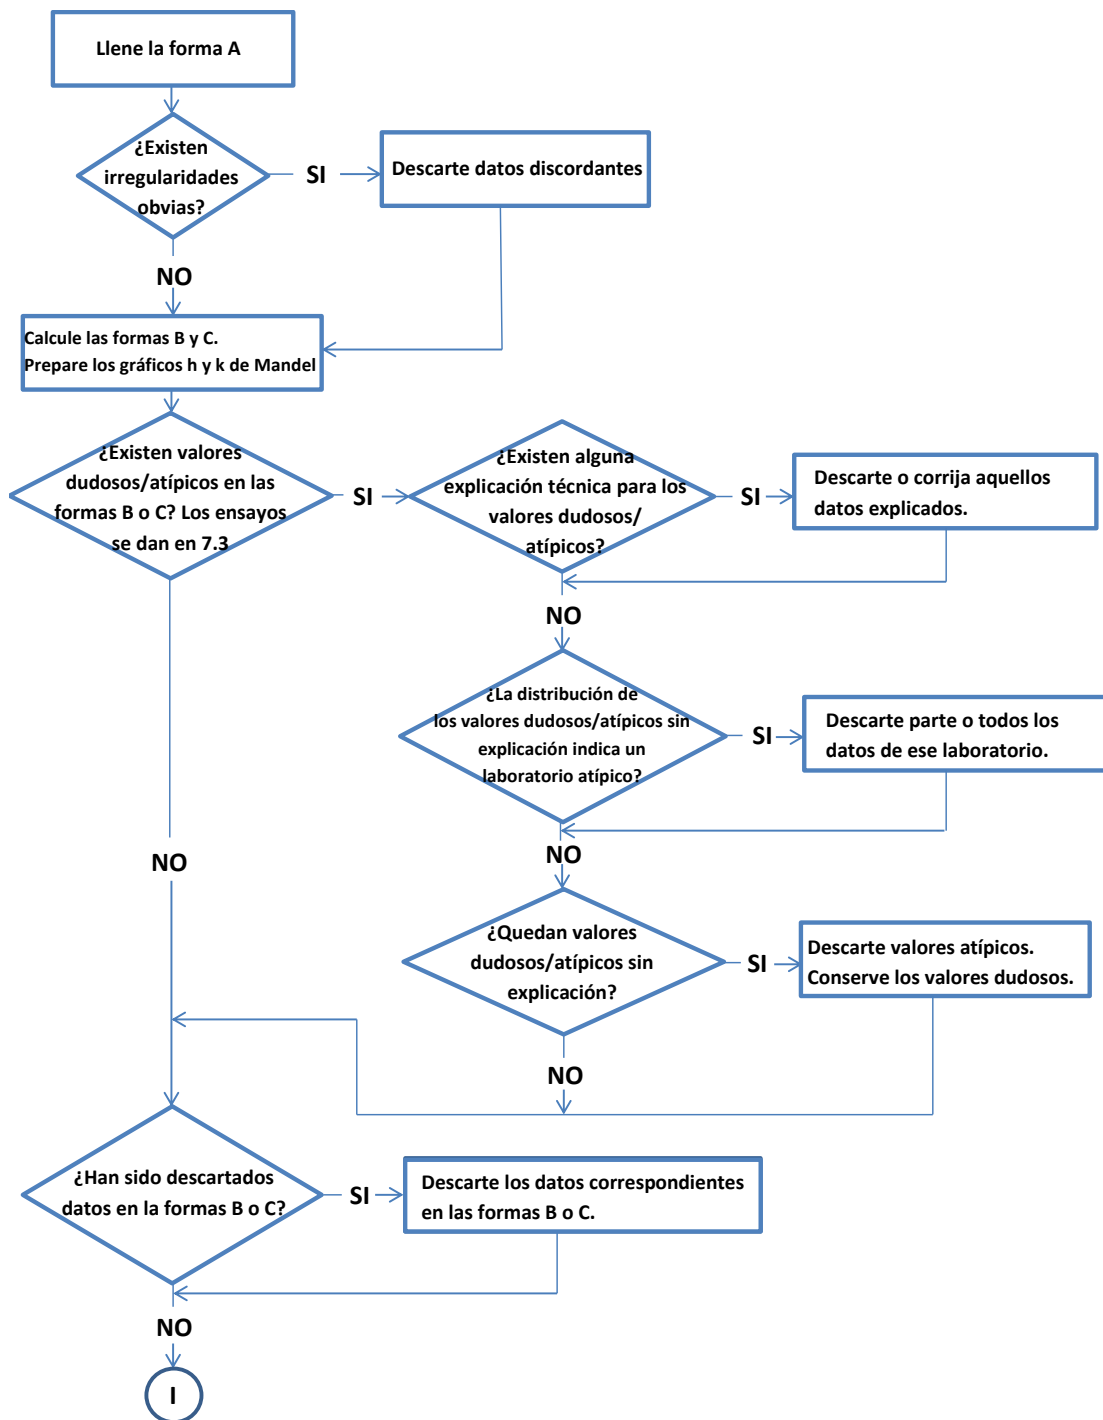 Llene la forma A
¿Existen
irregularidades
obvias?
SI
Descarte datos discordantes
NO
Calcule las formas B y C.
Prepare los gráficos h y k de Mandel
¿Existen valores
dudosos/atípicos en las
formas B o C? Los ensayos
se dan en 7.3
SI
¿Existen alguna
explicación técnica para los
valores dudosos/
atípicos?
SI
Descarte o corrija aquellos
datos explicados.
NO
¿La distribución de
los valores dudosos/atípicos sin
explicación indica un
laboratorio atípico?
SI
Descarte parte o todos los
datos de ese laboratorio.
NO
NO
¿Quedan valores
dudosos/atípicos sin
explicación?
SI
Descarte valores atípicos.
Conserve los valores dudosos.
NO
¿Han sido descartados
datos en la formas B o C?
SI
Descarte los datos correspondientes
en las formas B o C.
NO
I